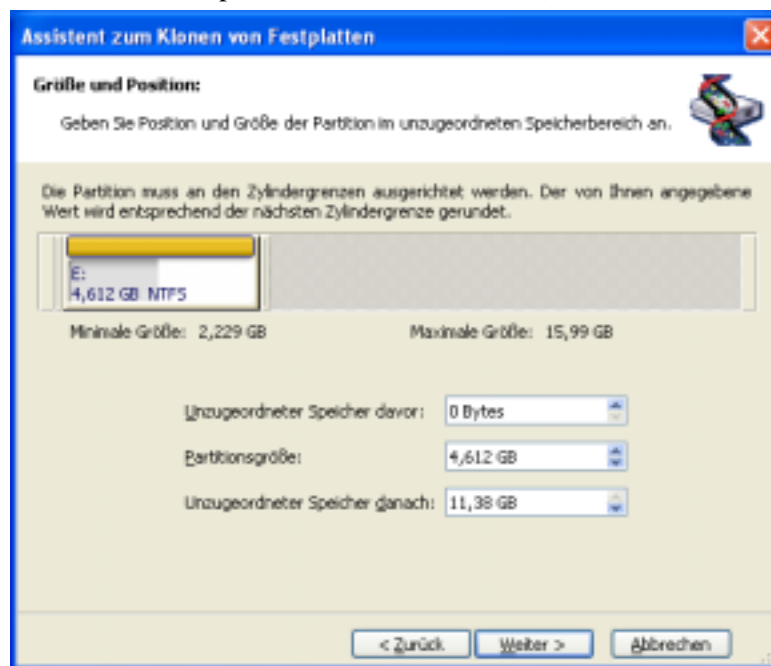 Assistent zum Klonen von Festplatten
Größe und Position:
Geben Sie Position und Größe der Partition im unzugeordneten Speicherbereich an.
Die Partition muss an den Zylindergrenzen ausgerichtet werden. Der von Ihnen angegebene
Wert wird entsprechend der nächsten Zylindergrenze gerundet.
E:
4,612 GB NTFS
Minimale Größe: 2,229 GB Maximale Größe: 15,99 GB
Unzugeordneter Speicher davor: 0 Bytes
Partitionsgröße: 4,612 GB
Unzugeordneter Speicher danach: 11,38 GB
< Zurück Weiter > Abbrechen